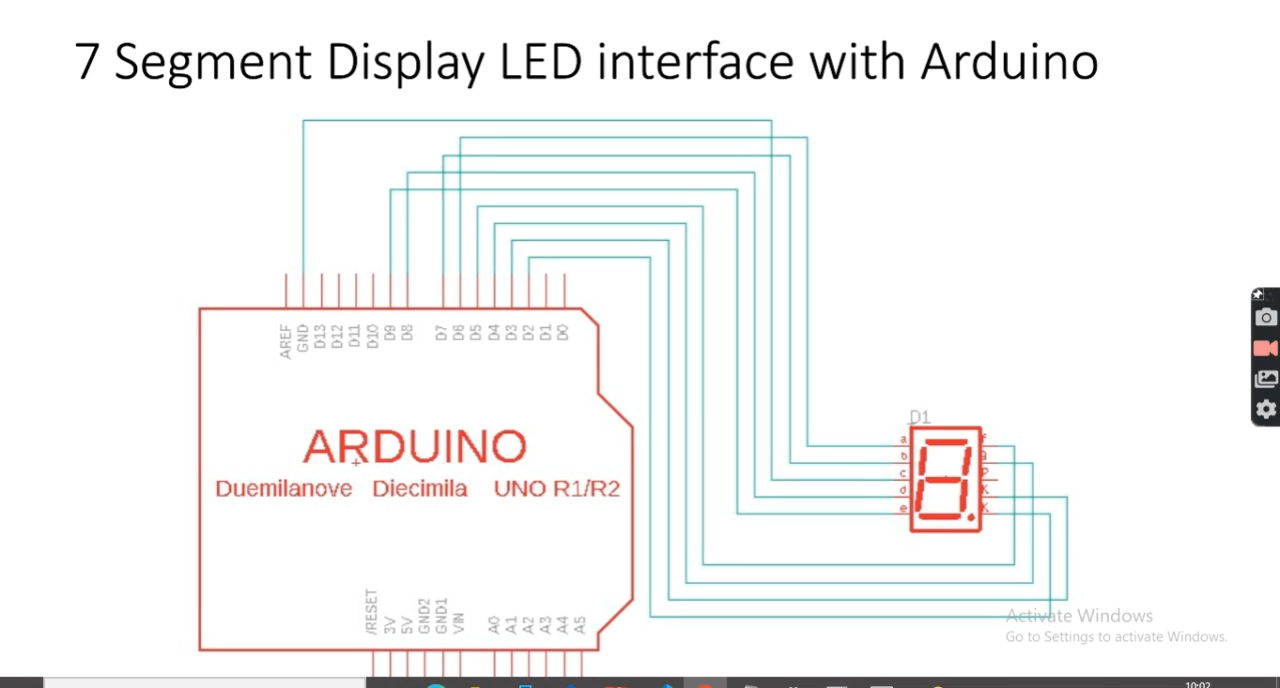 7 Segment Display LED interface with Arduino
AREF
GND
D13
D12
D11
D10
D9
D8
D7
D6
D5
D4
D3
D2
D1
D0
ARDUINO
Duemilanove Diecimila UNO R1/R2
/RESET
3V
5V
GND2
GND1
VIN
A0
A1
A2
A3
A4
A5
D1
a
b
c
d
e
f
g
P
K
K
Activate Windows
Go to Settings to activate Windows.
10:02